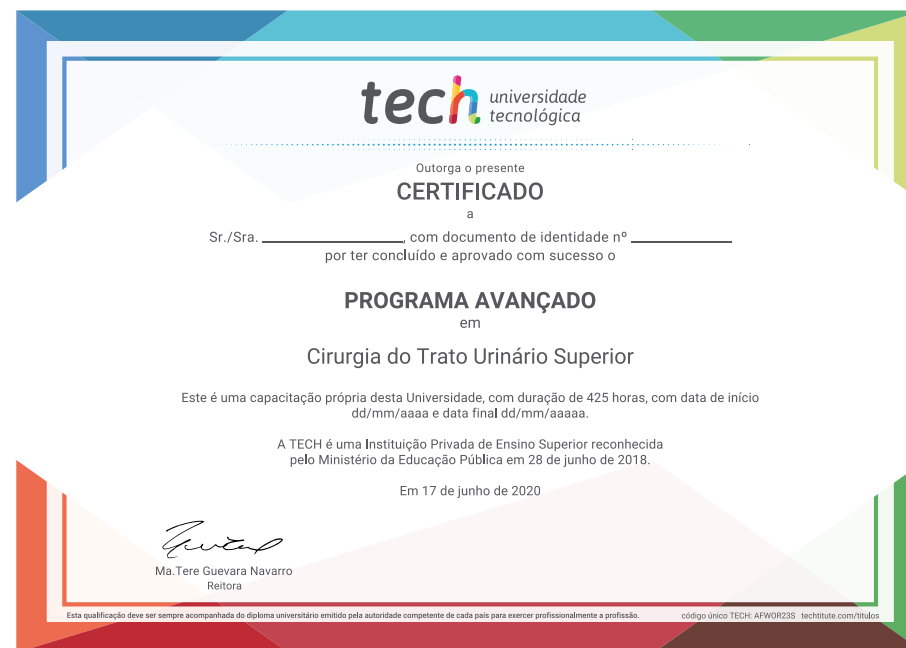 tech universidade
tecnológica
Outorga o presente
CERTIFICADO
a
Sr./Sra. ____________, com documento de identidade nº ____________
por ter concluído e aprovado com sucesso o
PROGRAMA AVANÇADO
em
Cirurgia do Trato Urinário Superior
Este é uma capacitação própria desta Universidade, com duração de 425 horas, com data de início
dd/mm/aaaa e data final dd/mm/aaaaa.
A TECH é uma Instituição Privada de Ensino Superior reconhecida
pelo Ministério da Educação Pública em 28 de junho de 2018.
Em 17 de junho de 2020
Ma.Tere Guevara Navarro
Reitora
Esta qualificação deve ser sempre acompanhada do diploma universitário emitido pela autoridade competente de cada país para exercer profissionalmente a profissão. código único TECH: AFWOR23S techtitute.com/titulos